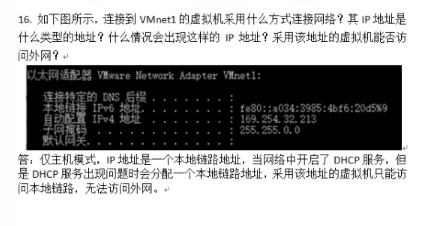 16. 如下图所示，连接到 VMnet1 的虚拟机采用什么方式连接网络？其 IP 地址是
什么类型的地址？什么情况会出现这样的 IP 地址？采用该地址的虚拟机能否访
问外网？
以太网适配器 VMware Network Adapter VMnet1:
连接特定的 DNS 后缀 . . . . . . . :
本地链接 IPv6 地址. . . . . . . . : fe80::a034:3985:4bf6:20d5%9
自动配置 IPv4 地址 . . . . . . . : 169.254.32.213
子网掩码 . . . . . . . . . . . . : 255.255.0.0
默认网关. . . . . . . . . . . . . :
答：仅主机模式，IP 地址是一个本地链路地址，当网络中开启了 DHCP 服务，但
是 DHCP 服务出现问题时会分配一个本地链路地址，采用该地址的虚拟机只能访
问本地链路，无法访问外网。